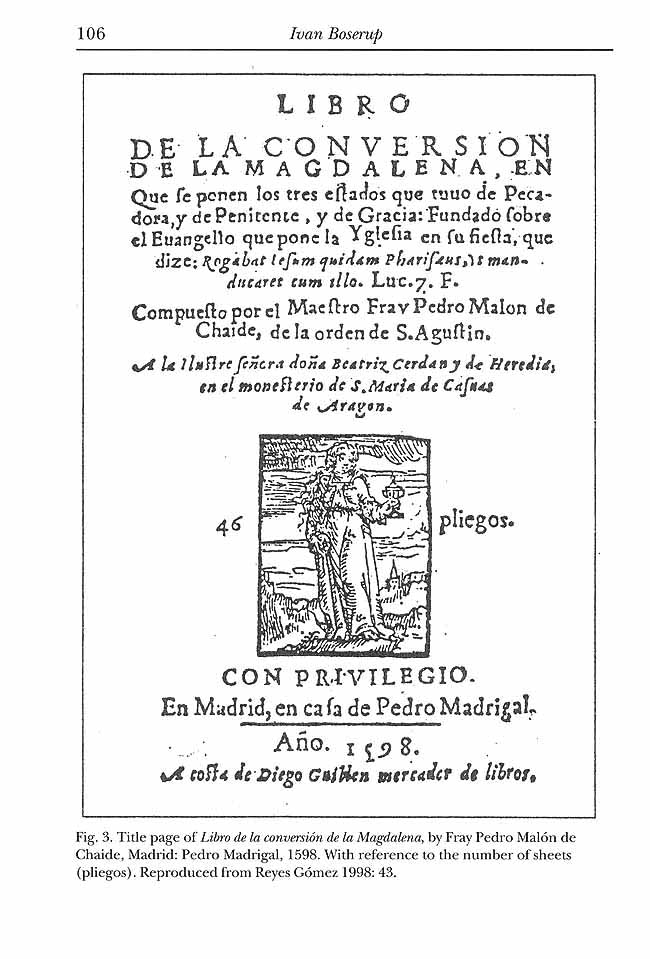 106
Ivan Boserup
LIBRO
DE LA CONVERSION
DE LA MAGDALENA, EN
Que ſe ponen los tres eſtados que tuuo de Peca-
dora, y de Penitente, y de Gracia: Fundado ſobre
el Euangelio que pone la Ygleſia en ſu fieſta, que
dize: Rogabat Ieſum quidam Phariſæus, vt man-
ducaret cum illo. Luc. 7. F.
Compueſto por el Maeſtro Fray Pedro Malon de
Chaide, de la orden de S. Aguſtin.
A la Iluſtre ſeñora doña Beatriz Cerdan y de Heredia,
en el moneſterio de S. Maria de Caſuas
de Aragon.
46 pliegos.
CON PRIVILEGIO.
En Madrid, en caſa de Pedro Madrigal.
Año. 1598.
A coſta de Diego Guillen mercader de libros.
Fig. 3. Title page of Libro de la conversión de la Magdalena, by Fray Pedro Malón de
Chaide, Madrid: Pedro Madrigal, 1598. With reference to the number of sheets
(pliegos). Reproduced from Reyes Gómez 1998: 43.